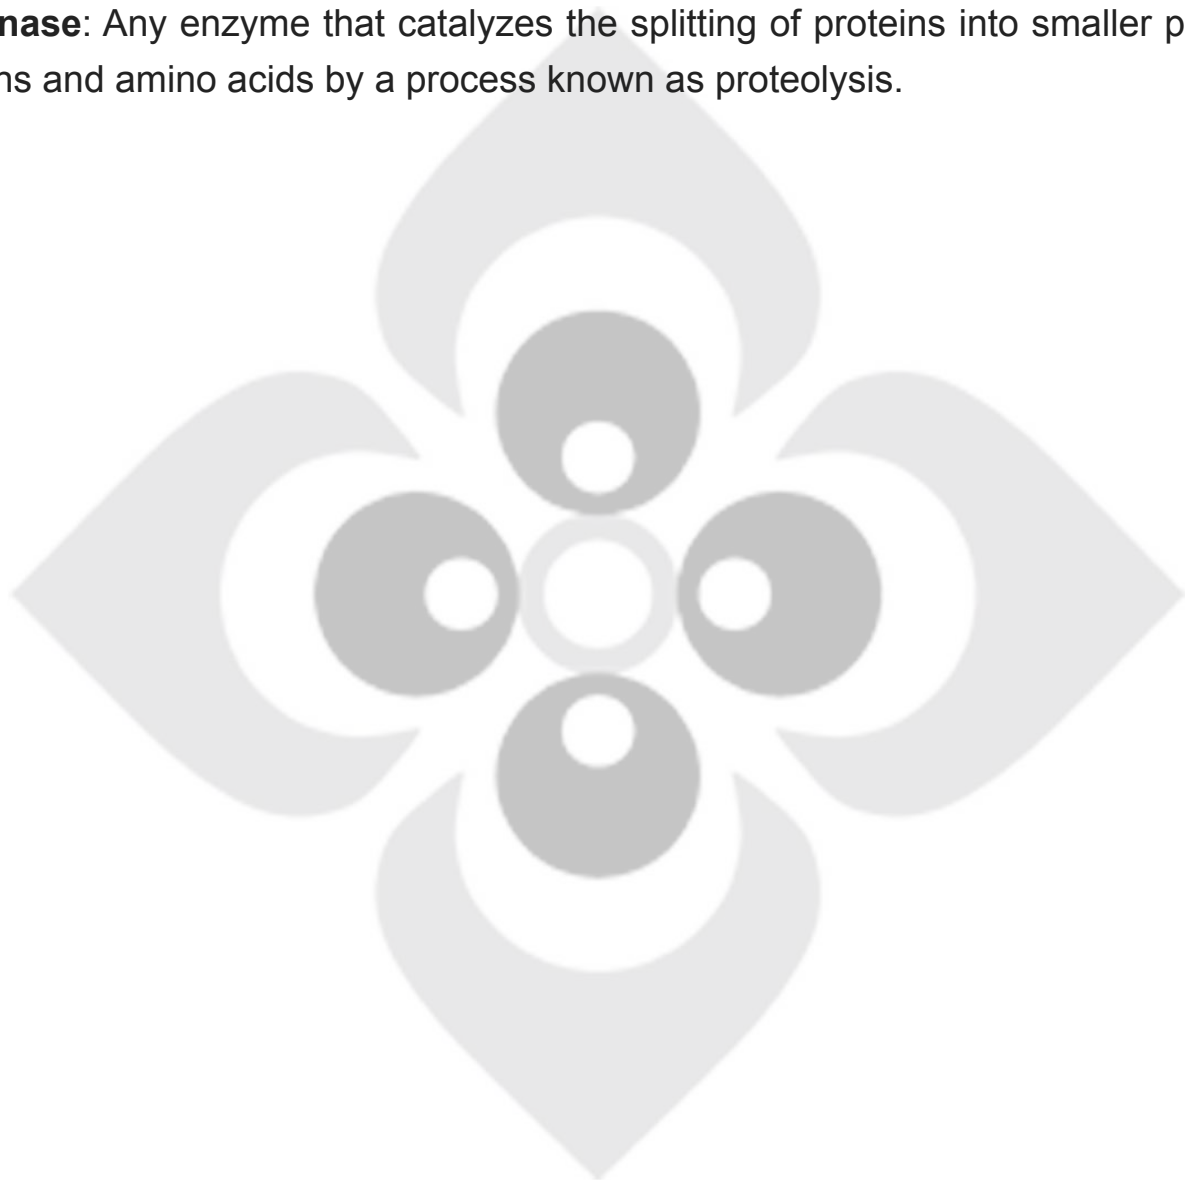 nase: Any enzyme that catalyzes the splitting of proteins into smaller p
ns and amino acids by a process known as proteolysis.